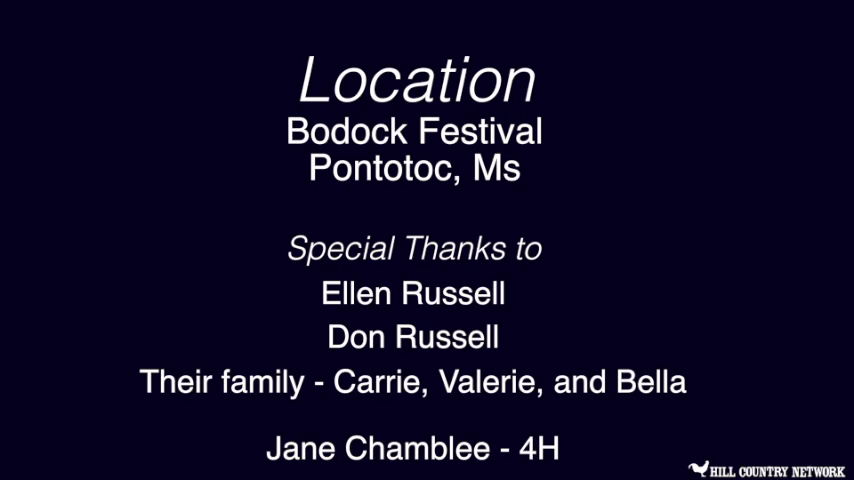 Location
Bodock Festival
Pontotoc, Ms
Special Thanks to
Ellen Russell
Don Russell
Their family - Carrie, Valerie, and Bella
Jane Chamblee - 4H
HILL COUNTRY NETWORK